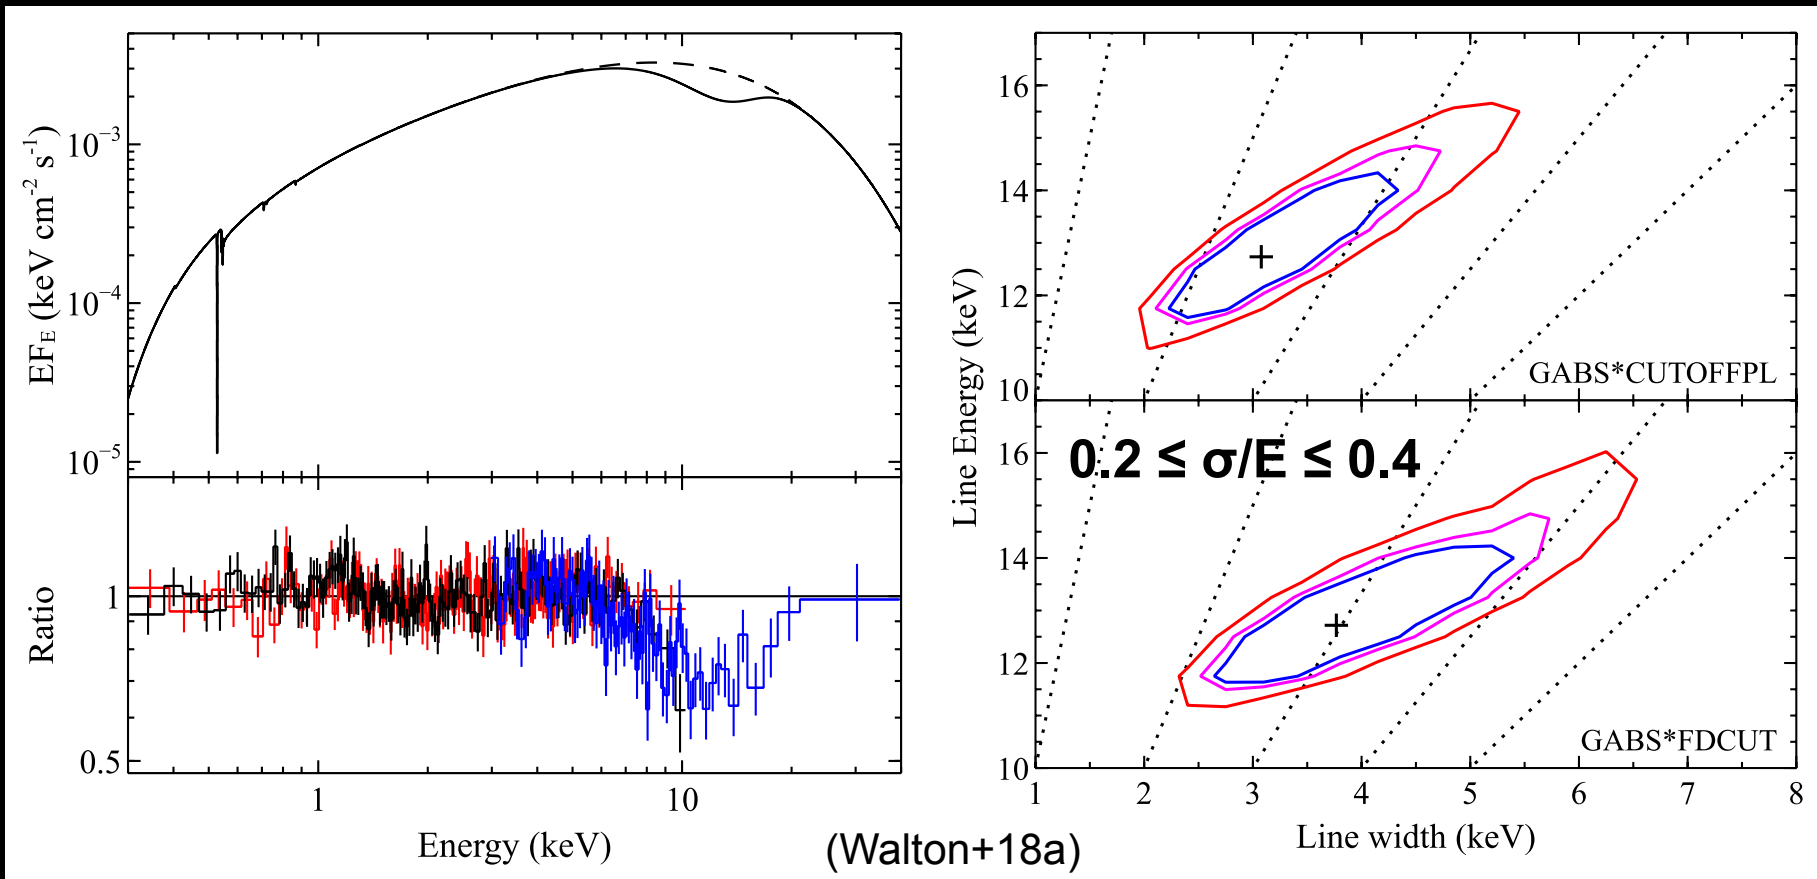 EFE (keV cm-2 s-1)
10−3
10−4
10−5
Ratio
1
0.5
1
10
Energy (keV)
(Walton+18a)
Line Energy (keV)
16
14
12
10
GABS*CUTOFFPL
0.2 ≤ σ/E ≤ 0.4
16
14
12
10
GABS*FDCUT
1 2 3 4 5 6 7 8
Line width (keV)